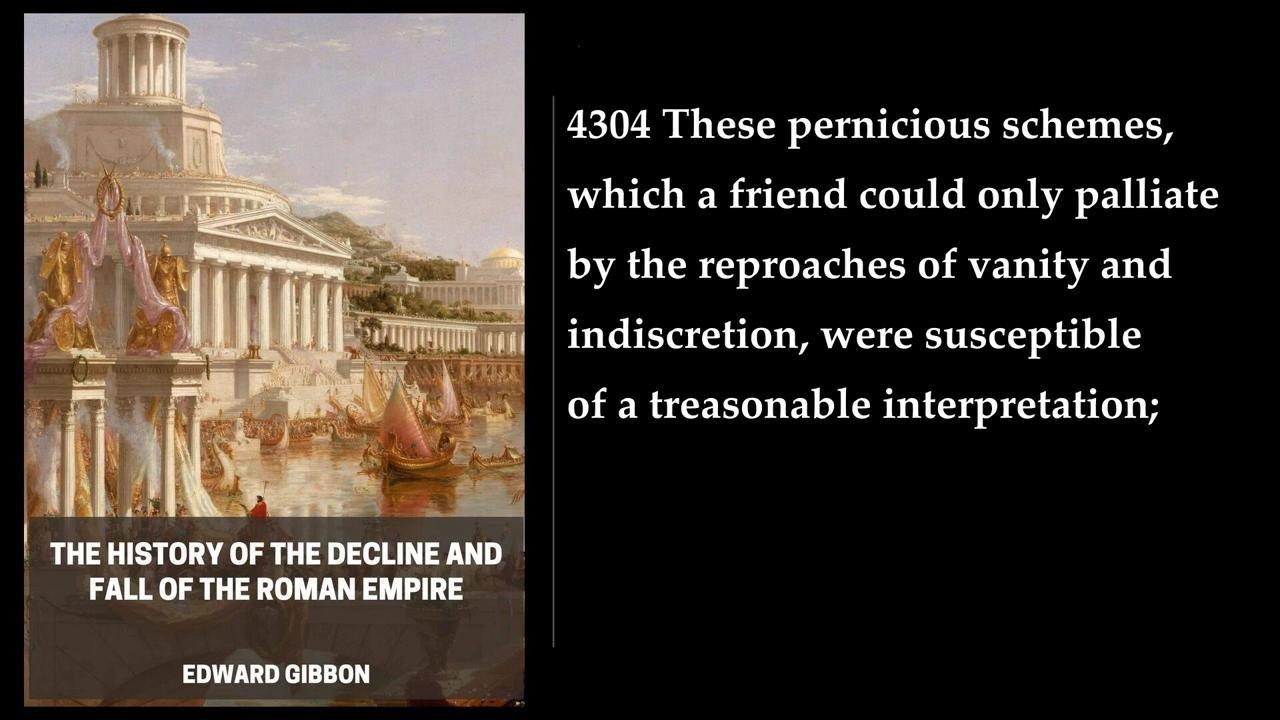 4304 These pernicious schemes,
which a friend could only palliate
by the reproaches of vanity and
indiscretion, were susceptible
of a treasonable interpretation;
THE HISTORY OF THE DECLINE AND
FALL OF THE ROMAN EMPIRE
EDWARD GIBBON